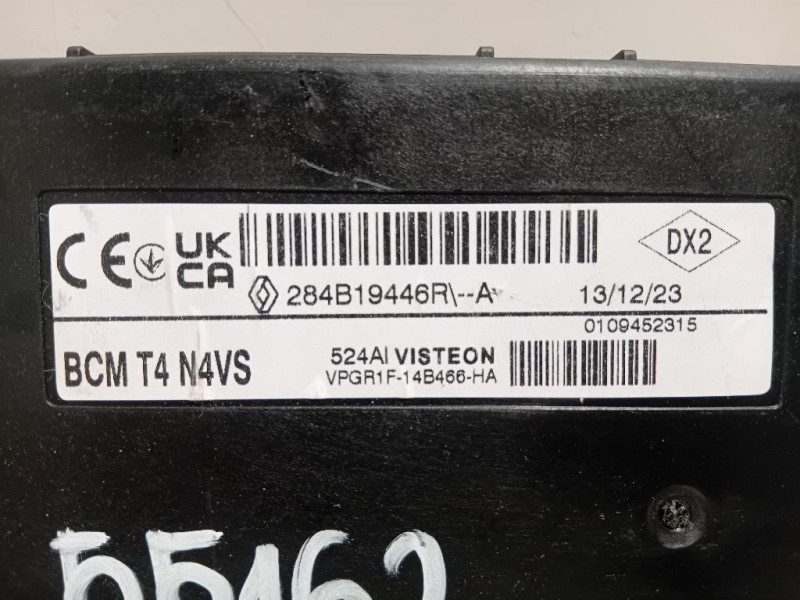 CE UK CA
DX2
284B19446R\--A 13/12/23
0109452315
BCM T4 N4VS
524AI VISTEON
VPGR1F-14B466-HA
55162